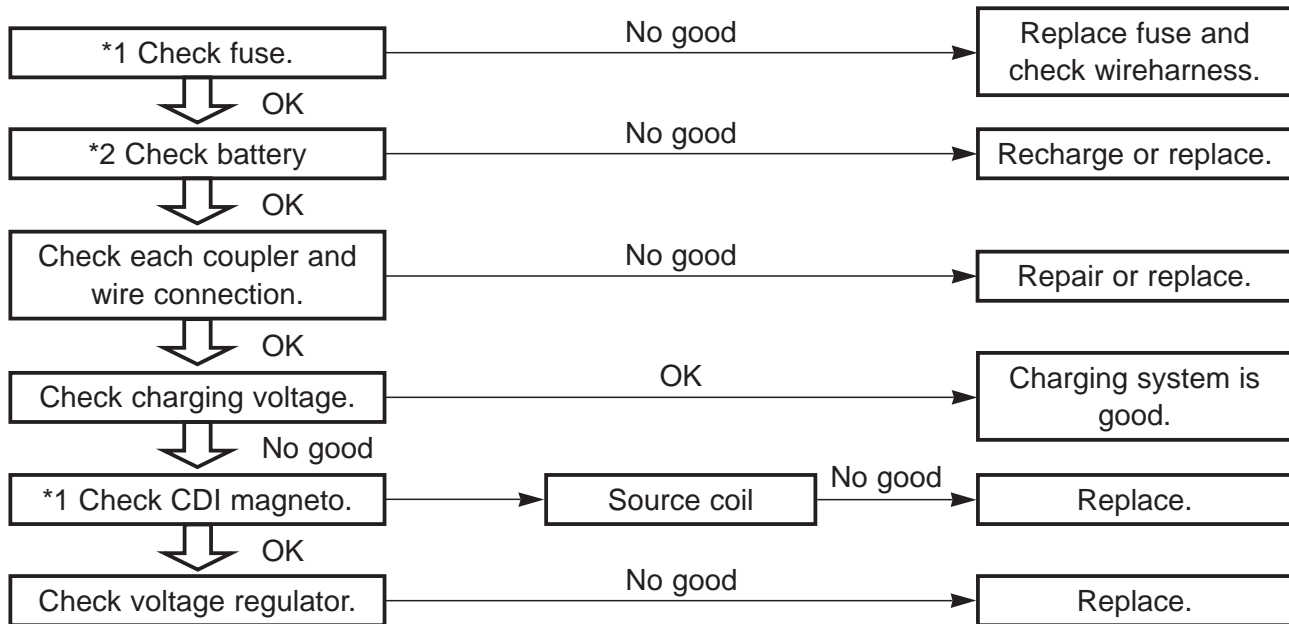 *1 Check fuse.
No good
Replace fuse and
check wireharness.
OK
*2 Check battery
No good
Recharge or replace.
OK
Check each coupler and
wire connection.
No good
Repair or replace.
OK
Check charging voltage.
OK
Charging system is
good.
No good
*1 Check CDI magneto.
Source coil
No good
Replace.
OK
Check voltage regulator.
No good
Replace.